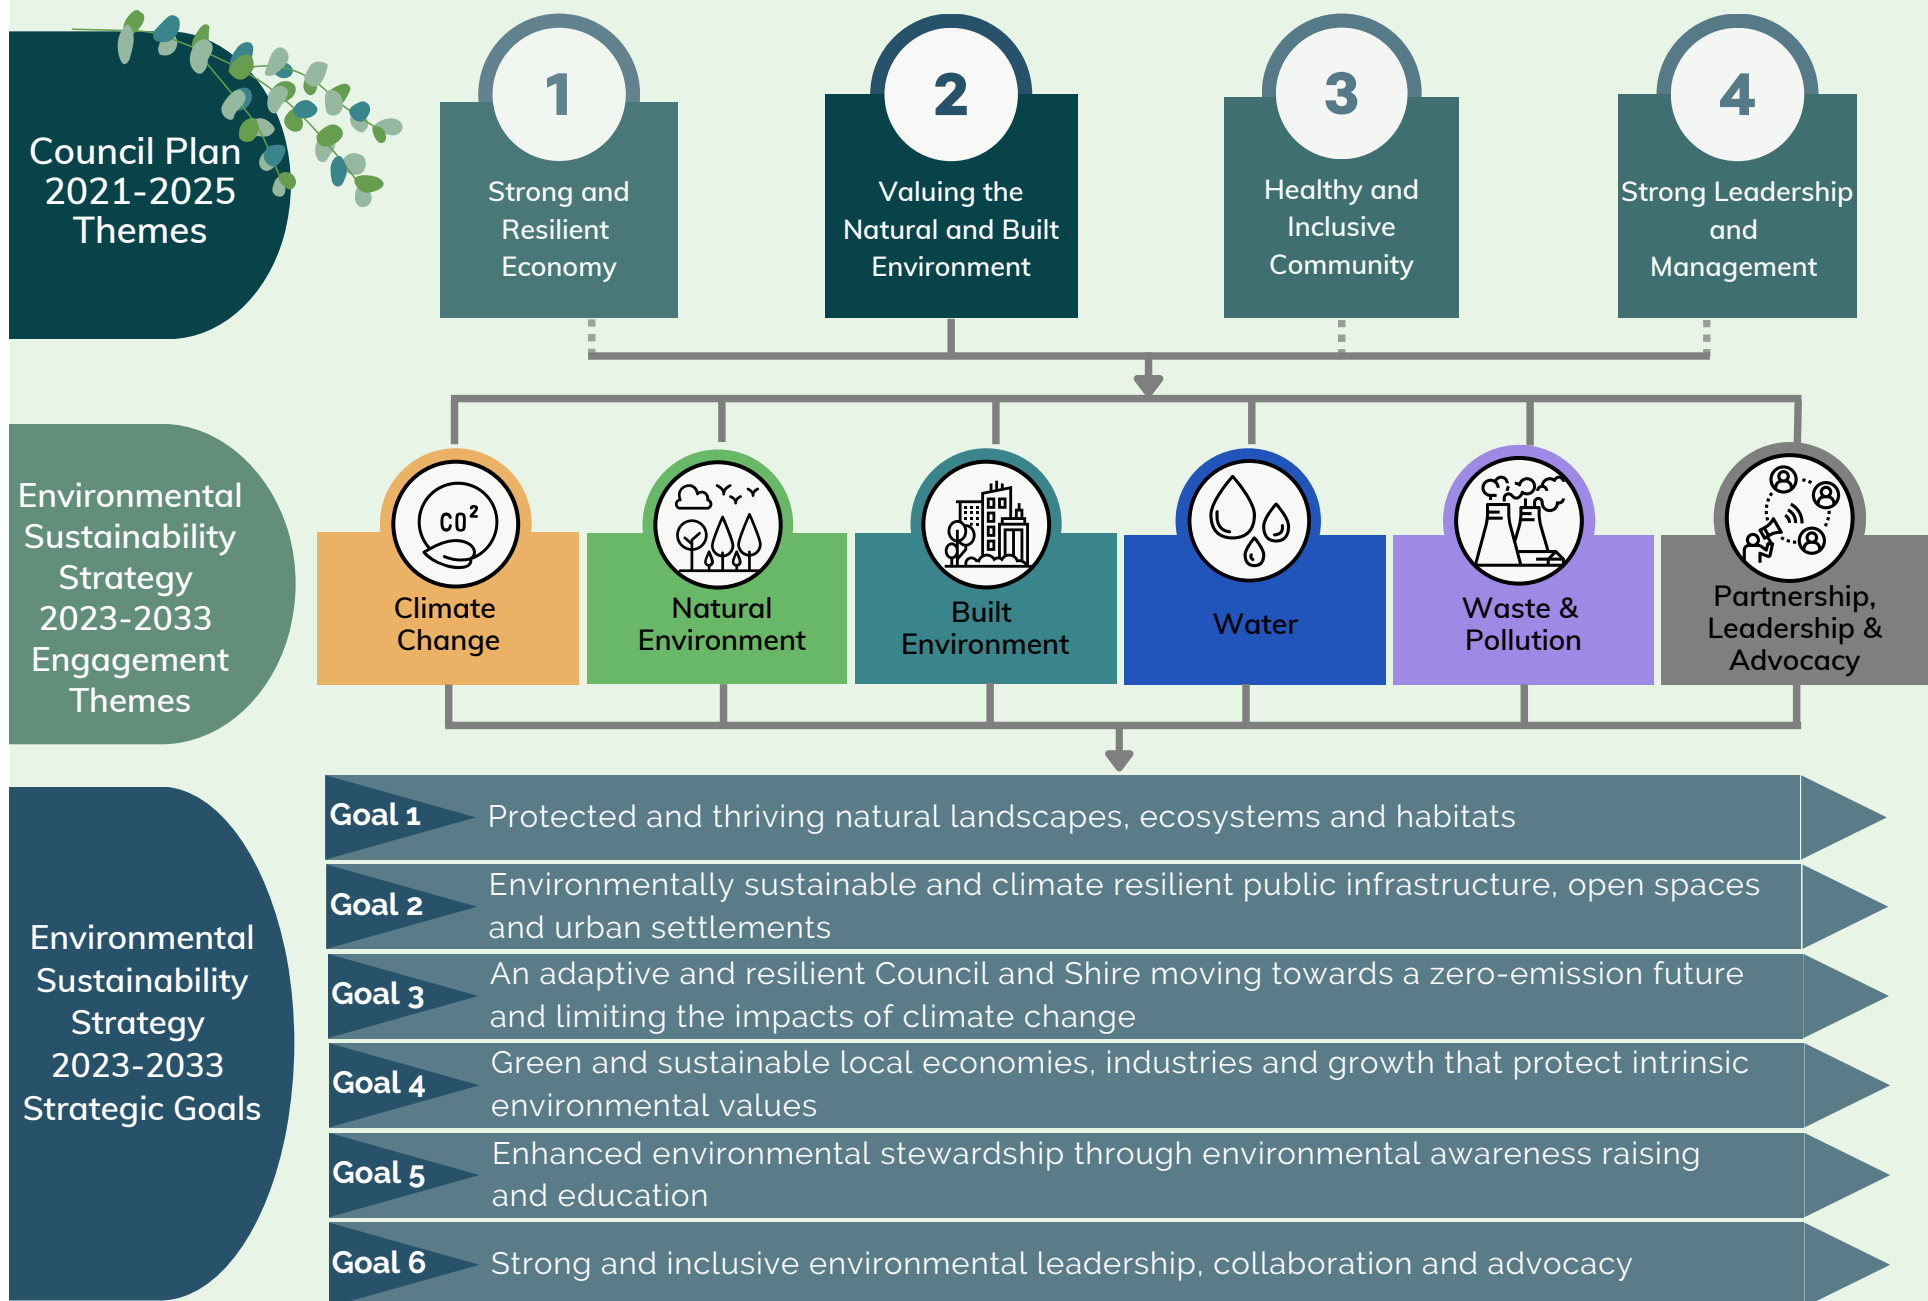 Council Plan
2021-2025
Themes
1
Strong and
Resilient
Economy
2
Valuing the
Natural and Built
Environment
3
Healthy and
Inclusive
Community
4
Strong Leadership
and
Management
Environmental
Sustainability
Strategy
2023-2033
Engagement
Themes
CO²
Climate
Change
Natural
Environment
Built
Environment
Water
Waste &
Pollution
Partnership,
Leadership &
Advocacy
Environmental
Sustainability
Strategy
2023-2033
Strategic Goals
Goal 1
Protected and thriving natural landscapes, ecosystems and habitats
Goal 2
Environmentally sustainable and climate resilient public infrastructure, open spaces
and urban settlements
Goal 3
An adaptive and resilient Council and Shire moving towards a zero-emission future
and limiting the impacts of climate change
Goal 4
Green and sustainable local economies, industries and growth that protect intrinsic
environmental values
Goal 5
Enhanced environmental stewardship through environmental awareness raising
and education
Goal 6
Strong and inclusive environmental leadership, collaboration and advocacy